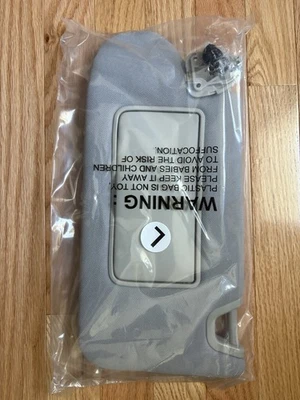 WARNING :
PLASTIC BAG IS NOT TOY.
PLEASE KEEP IT AWAY
FROM BABIES AND CHILDREN
TO AVOID THE RISK OF
SUFFOCATION.
L